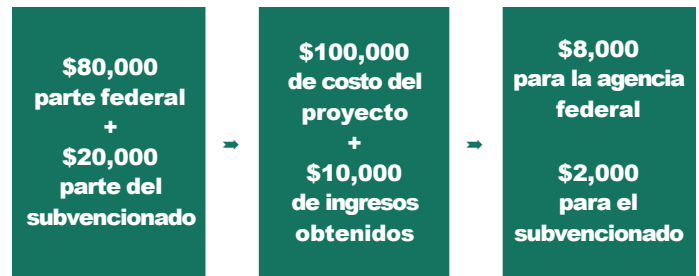 $80,000
parte federal
+
$20,000
parte del
subvencionado
$100,000
de costo del
proyecto
+
$10,000
de ingresos
obtenidos
$8,000
para la agencia
federal
$2,000
para el
subvencionado